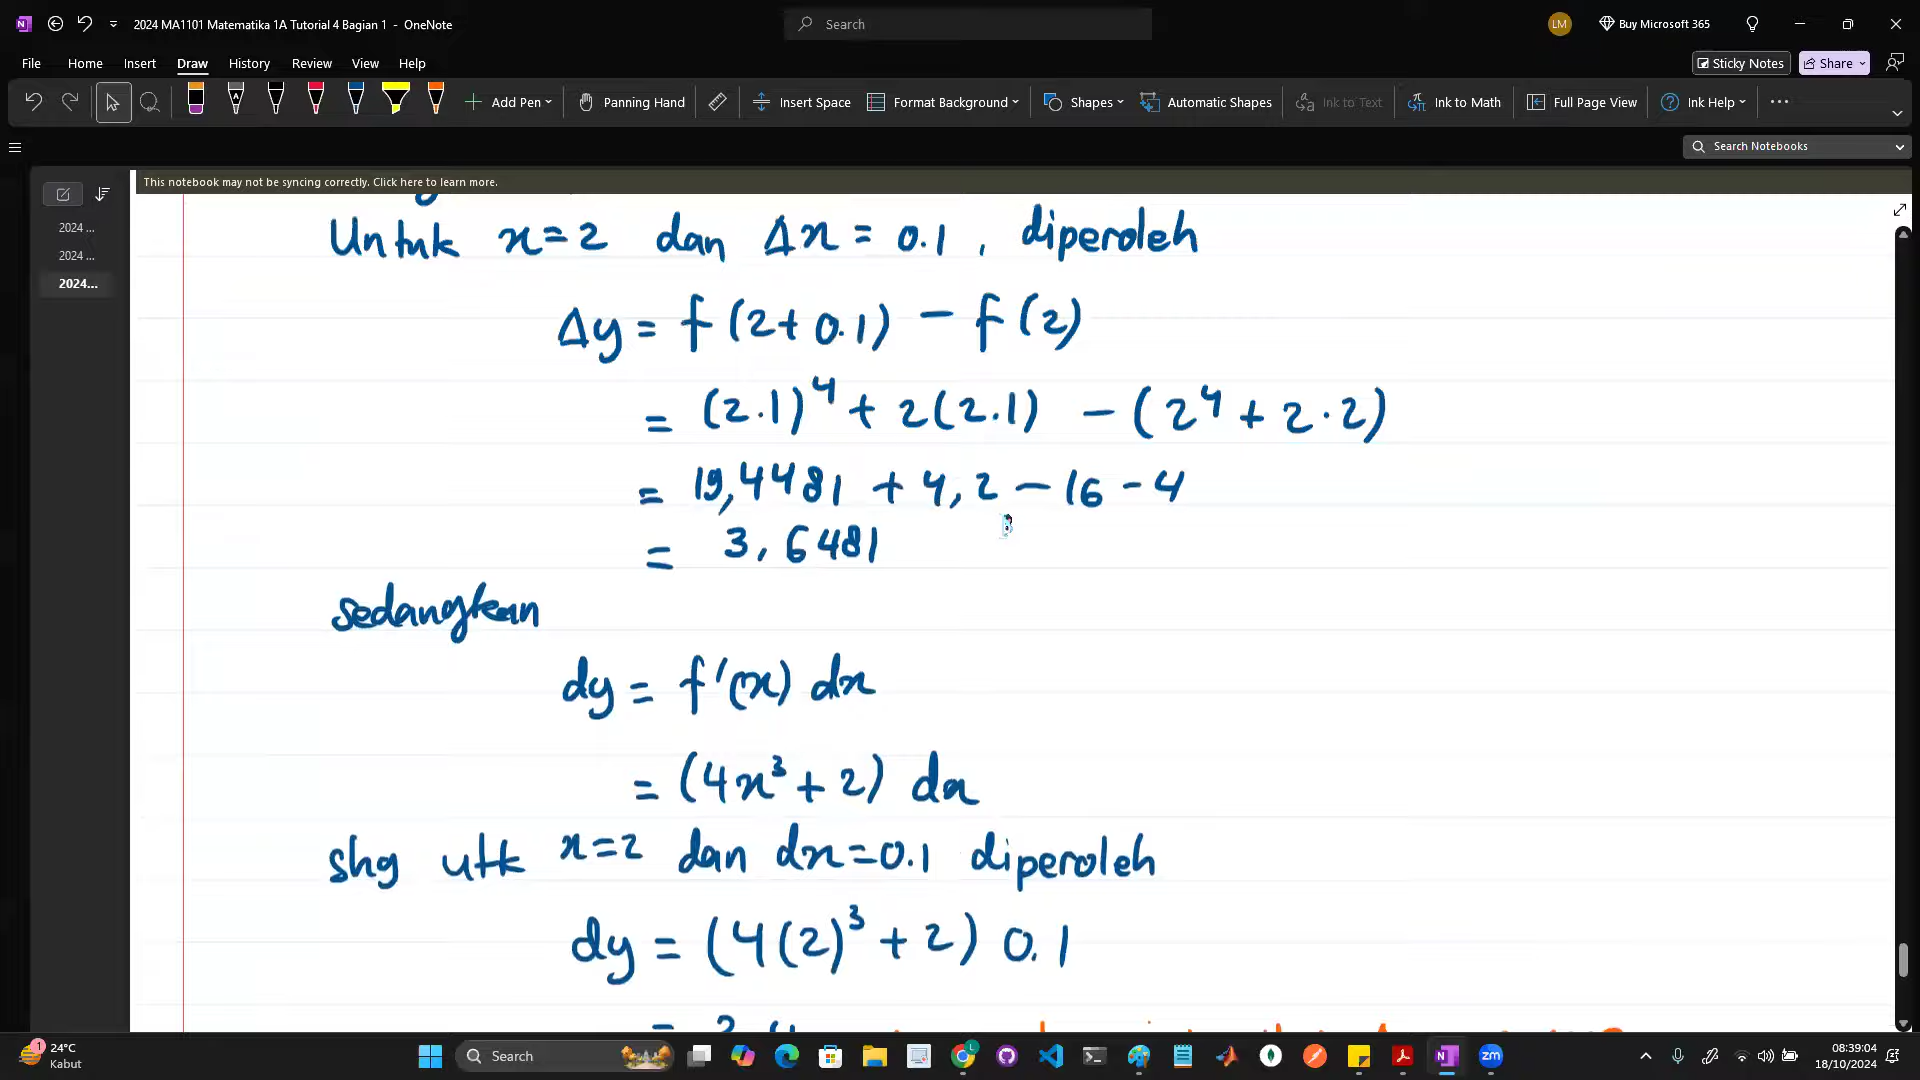 2024 MA1101 Matematika 1A Tutorial 4 Bagian 1 - OneNote
Search
LM
Buy Microsoft 365
File Home Insert Draw History Review View Help
Sticky Notes
Share
Add Pen
Panning Hand
Insert Space
Format Background
Shapes
Automatic Shapes
Ink to Text
Ink to Math
Full Page View
Ink Help
Search Notebooks
This notebook may not be syncing correctly. Click here to learn more.
2024 ...
2024 ...
2024...
Untuk x=2 dan Δx = 0.1, diperoleh
Δy = f(2+0.1) - f(2)
= (2.1)⁴ + 2(2.1) - (2⁴ + 2·2)
= 19,4481 + 4,2 - 16 - 4
= 3,6481
sedangkan
dy = f'(x) dx
= (4x³+2) dx
shg utk x=2 dan dx=0.1 diperoleh
dy = (4(2)³+2) 0.1
1
24°C
Kabut
Search
L
zm
08:39:04
18/10/2024